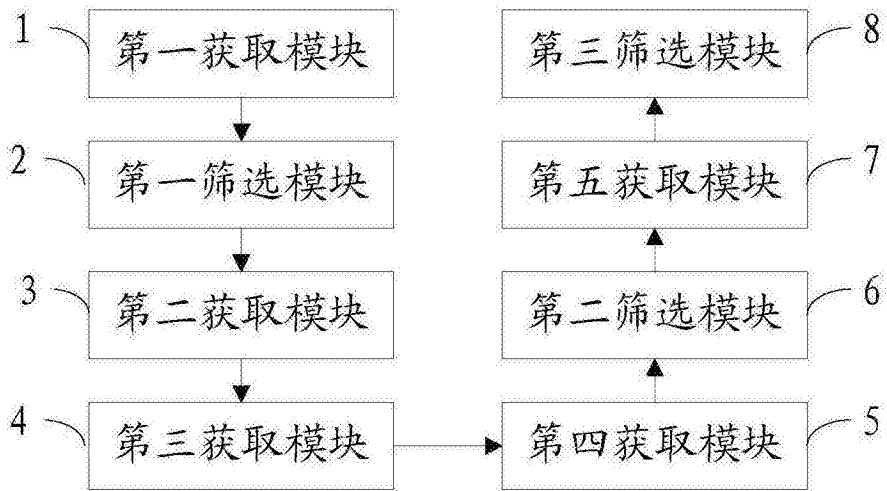 1
第一获取模块
2
第一筛选模块
3
第二获取模块
4
第三获取模块
5
第四获取模块
6
第二筛选模块
7
第五获取模块
8
第三筛选模块